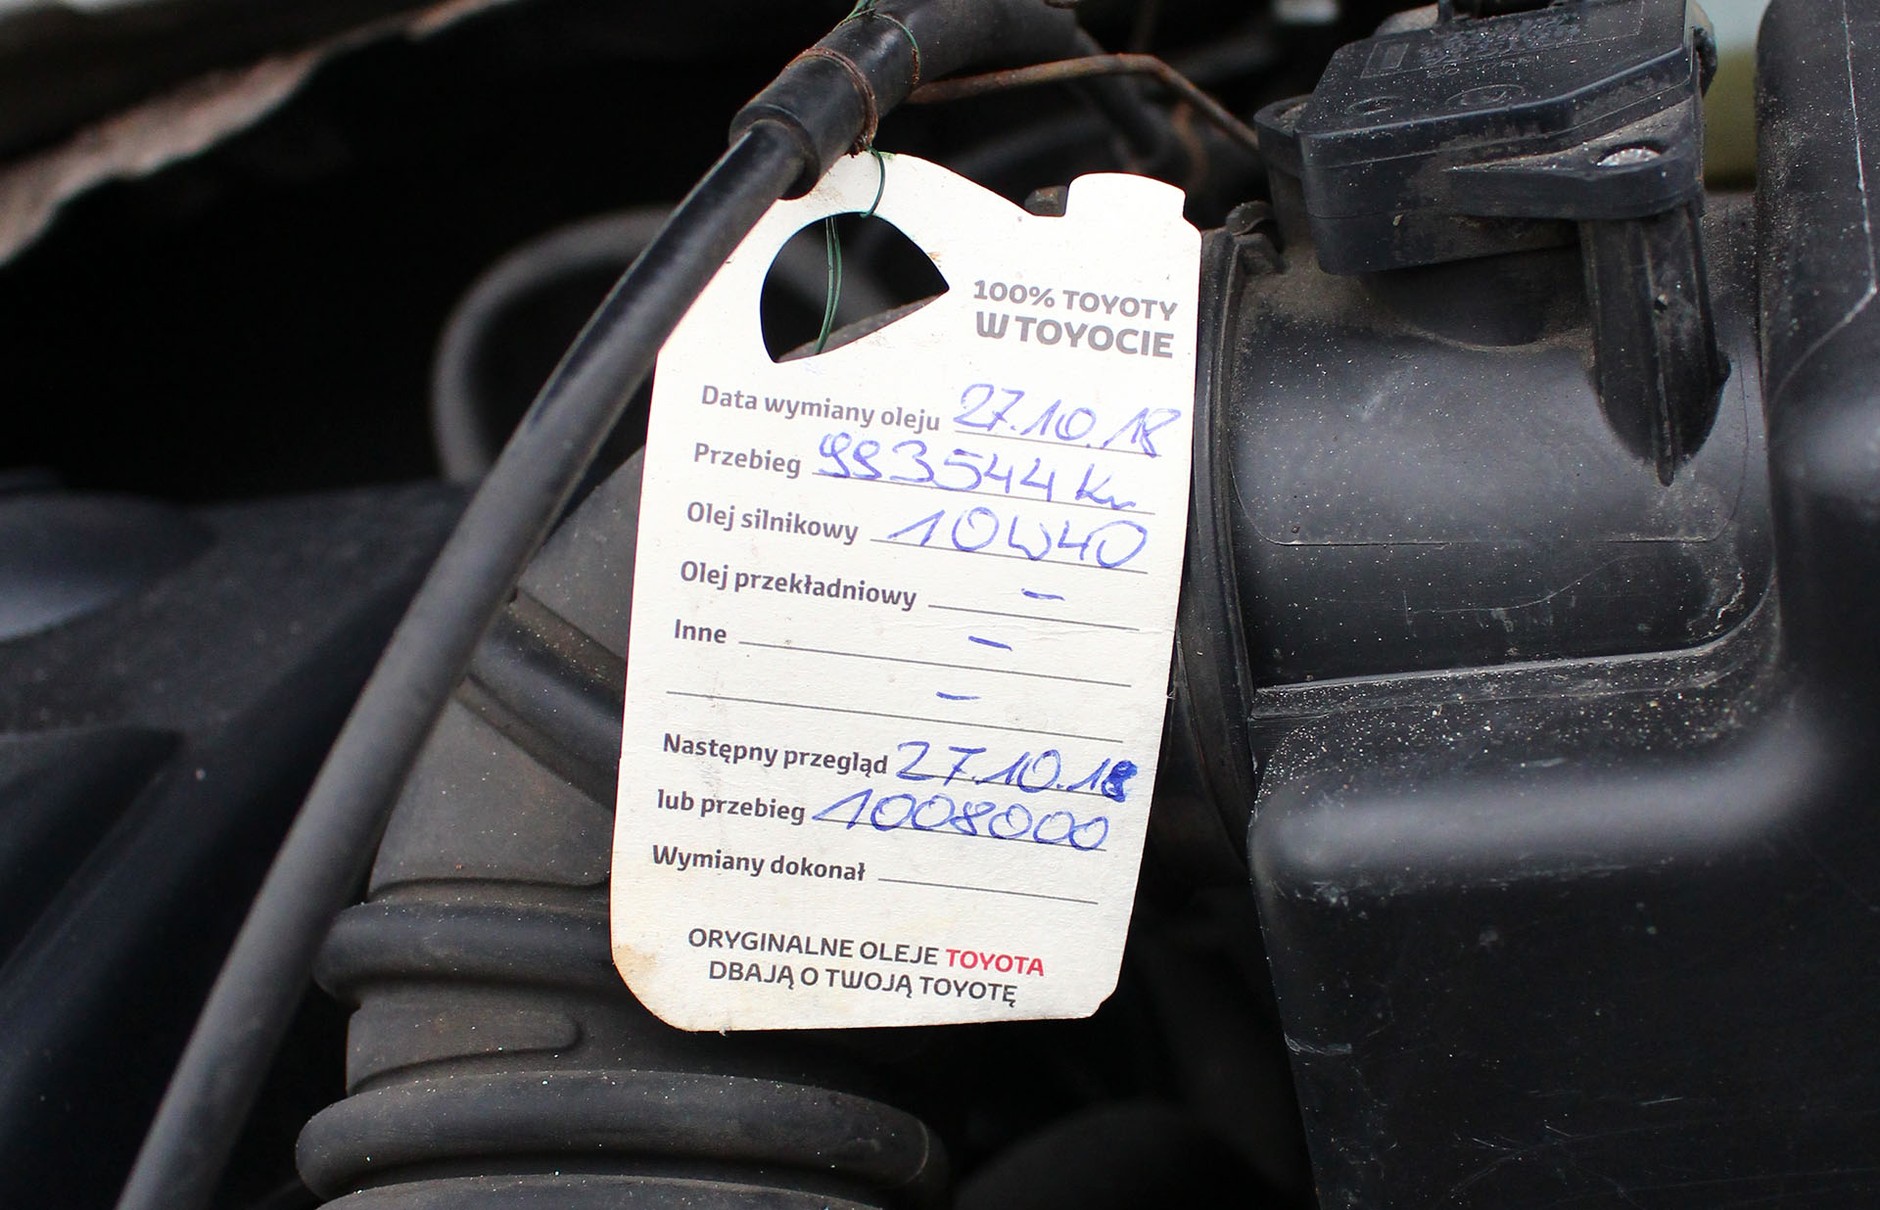 100% TOYOTY
W TOYOCIE
Data wymiany oleju 27.10.18
Przebieg 993544 Km
Olej silnikowy 10W40
Olej przekładniowy –
Inne –
–
Następny przegląd 27.10.18
lub przebieg 1008000
Wymiany dokonał
ORYGINALNE OLEJE TOYOTA
DBAJĄ O TWOJĄ TOYOTĘ